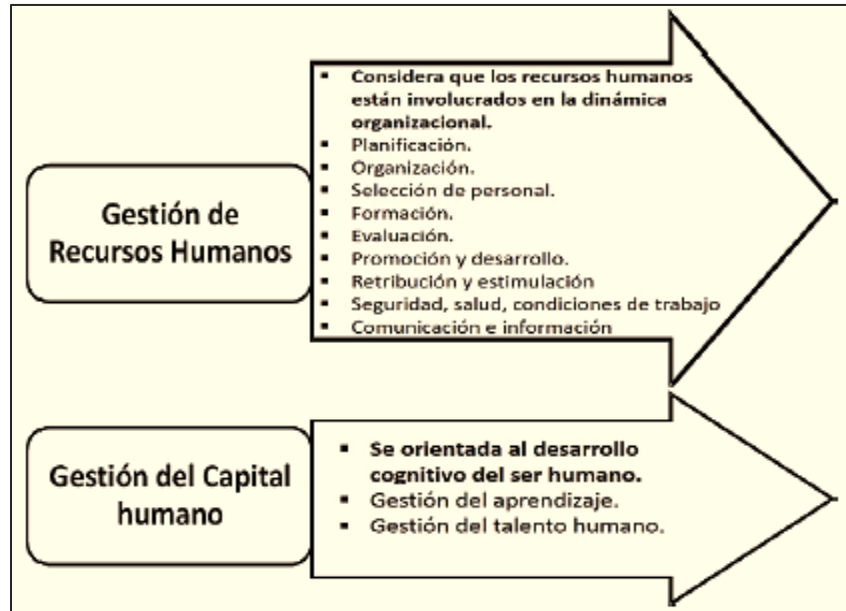 Gestión de
Recursos Humanos
▪ Considera que los recursos humanos
están involucrados en la dinámica
organizacional.
▪ Planificación.
▪ Organización.
▪ Selección de personal.
▪ Formación.
▪ Evaluación.
▪ Promoción y desarrollo.
▪ Retribución y estimulación
▪ Seguridad, salud, condiciones de trabajo
▪ Comunicación e información
Gestión del Capital
humano
▪ Se orientada al desarrollo
cognitivo del ser humano.
▪ Gestión del aprendizaje.
▪ Gestión del talento humano.